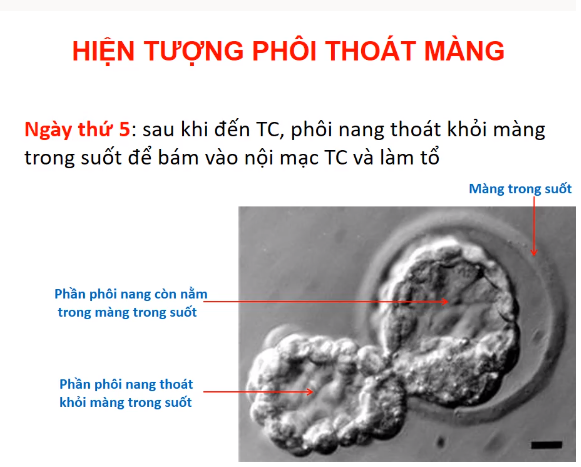 HIỆN TƯỢNG PHÔI THOÁT MÀNG
Ngày thứ 5: sau khi đến TC, phôi nang thoát khỏi màng
trong suốt để bám vào nội mạc TC và làm tổ
Màng trong suốt
Phần phôi nang còn nằm
trong màng trong suốt
Phần phôi nang thoát
khỏi màng trong suốt